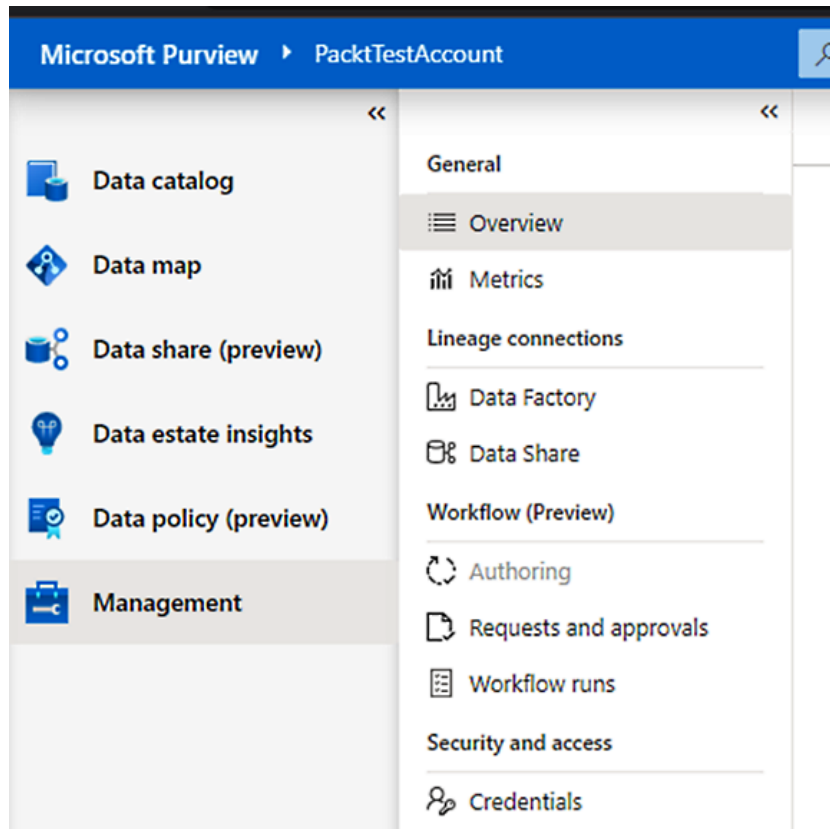 Microsoft Purview PacktTestAccount
Data catalog
Data map
Data share (preview)
Data estate insights
Data policy (preview)
Management
General
Overview
Metrics
Lineage connections
Data Factory
Data Share
Workflow (Preview)
Authoring
Requests and approvals
Workflow runs
Security and access
Credentials